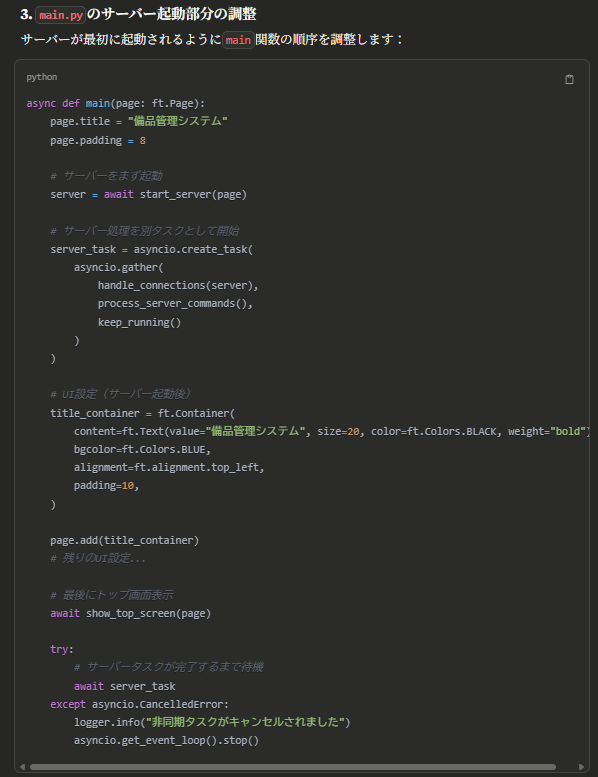 3. main.pyのサーバー起動部分の調整
サーバーが最初に起動されるようにmain関数の順序を調整します：
python
async def main(page: ft.Page):
    page.title = "備品管理システム"
    page.padding = 8

    # サーバーをまず起動
    server = await start_server(page)

    # サーバー処理を別タスクとして開始
    server_task = asyncio.create_task(
        asyncio.gather(
            handle_connections(server),
            process_server_commands(),
            keep_running()
        )
    )

    # UI設定（サーバー起動後）
    title_container = ft.Container(
        content=ft.Text(value="備品管理システム", size=20, color=ft.Colors.BLACK, weight="bold")
        bgcolor=ft.Colors.BLUE,
        alignment=ft.alignment.top_left,
        padding=10,
    )

    page.add(title_container)
    # 残りのUI設定...

    # 最後にトップ画面表示
    await show_top_screen(page)

    try:
        # サーバータスクが完了するまで待機
        await server_task
    except asyncio.CancelledError:
        logger.info("非同期タスクがキャンセルされました")
        asyncio.get_event_loop().stop()